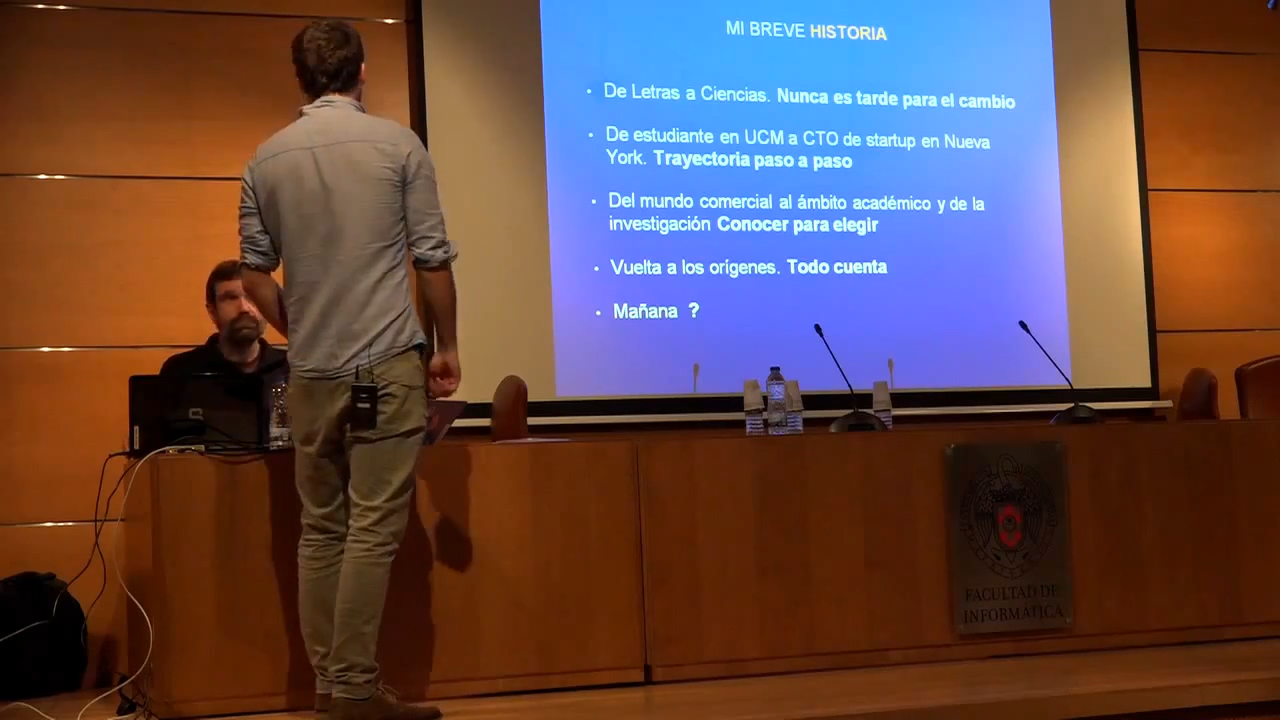 MI BREVE HISTORIA
• De Letras a Ciencias. Nunca es tarde para el cambio
• De estudiante en UCM a CTO de startup en Nueva
York. Trayectoria paso a paso
• Del mundo comercial al ámbito académico y de la
investigación Conocer para elegir
• Vuelta a los orígenes. Todo cuenta
• Mañana ?
FACULTAD DE
INFORMÁTICA